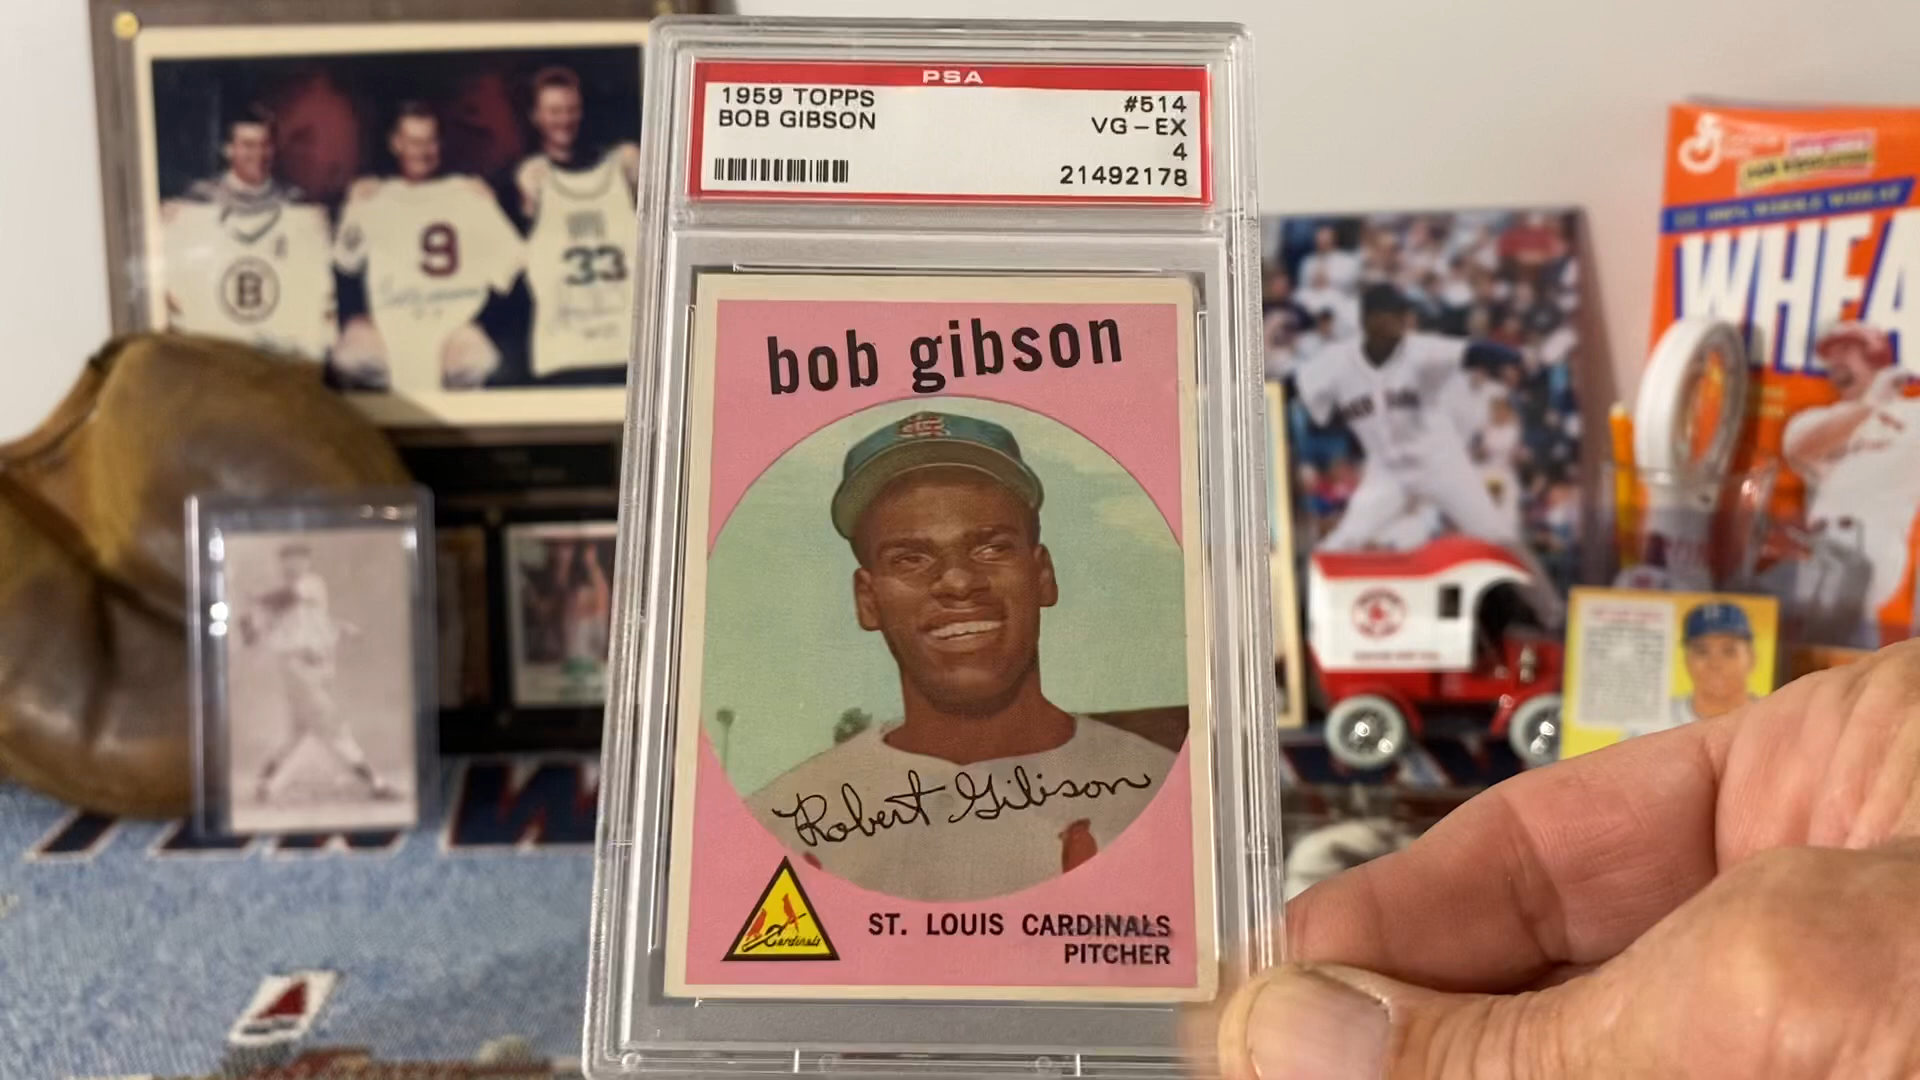 PSA
1959 TOPPS
BOB GIBSON
#514
VG-EX
4
21492178
bob gibson
Robert Gibson
Cardinals
ST. LOUIS CARDINALS
PITCHER
B
9
33
WHEA